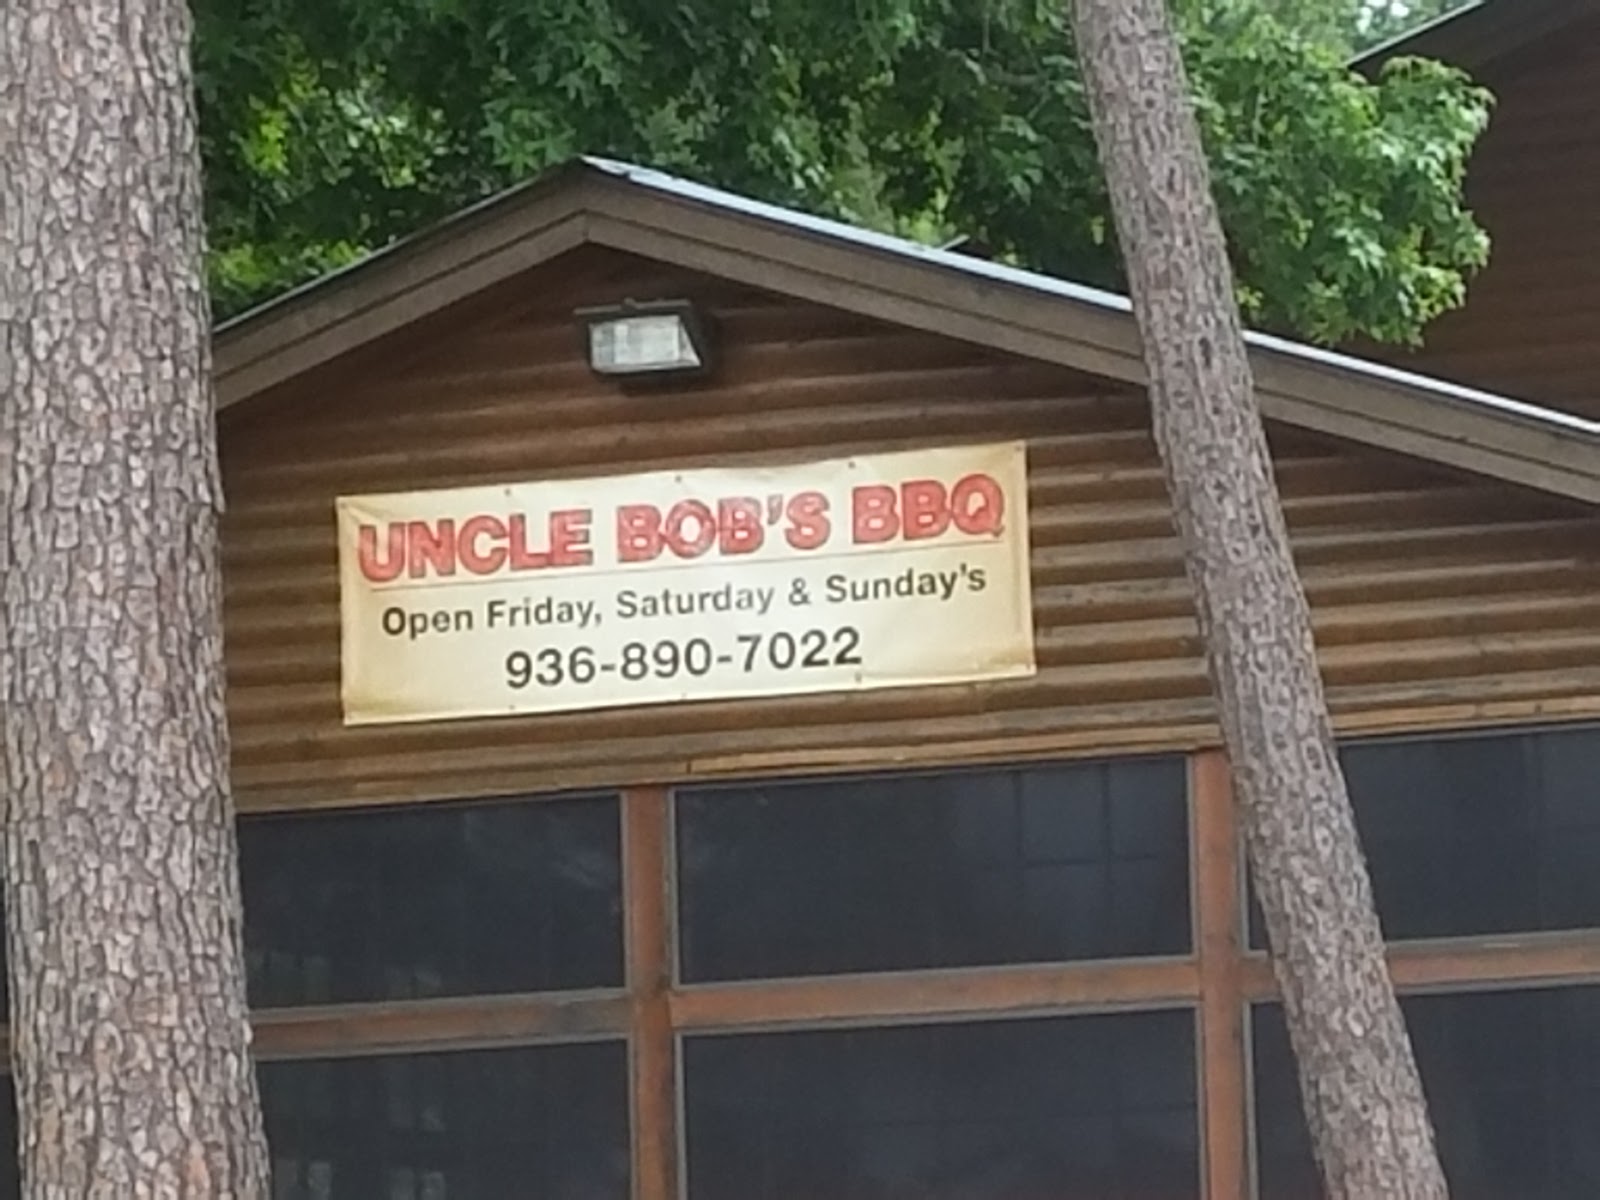 UNCLE BOB'S BBQ
Open Friday, Saturday & Sunday's
936-890-7022